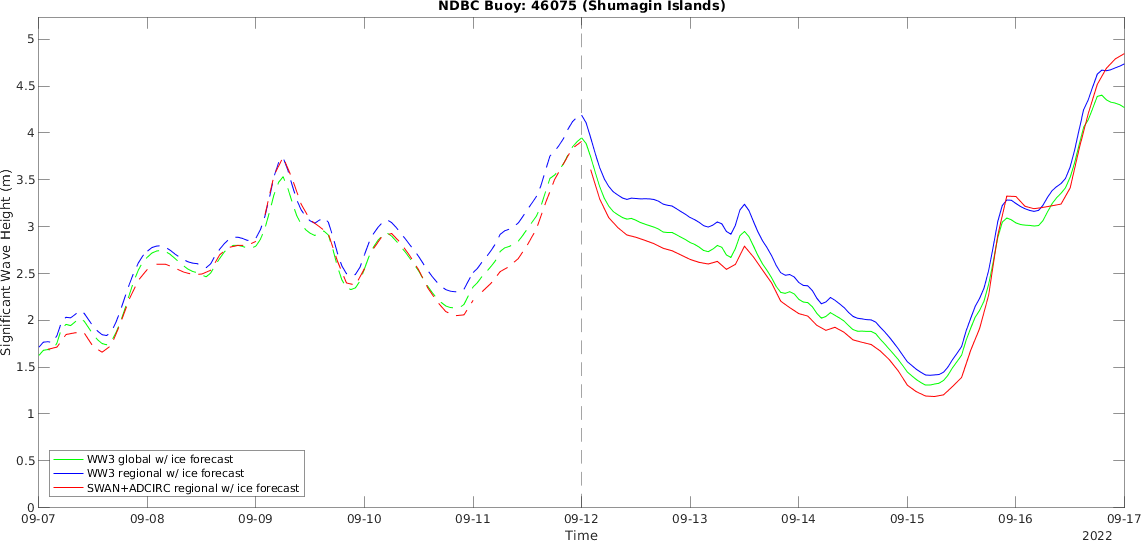 NDBC Buoy: 46075 (Shumagin Islands)
Significant Wave Height (m)
5
4.5
4
3.5
3
2.5
2
1.5
1
0.5
0
WW3 global w/ ice forecast
WW3 regional w/ ice forecast
SWAN+ADCIRC regional w/ ice forecast
09-07 09-08 09-09 09-10 09-11 09-12 09-13 09-14 09-15 09-16 09-17
Time
2022